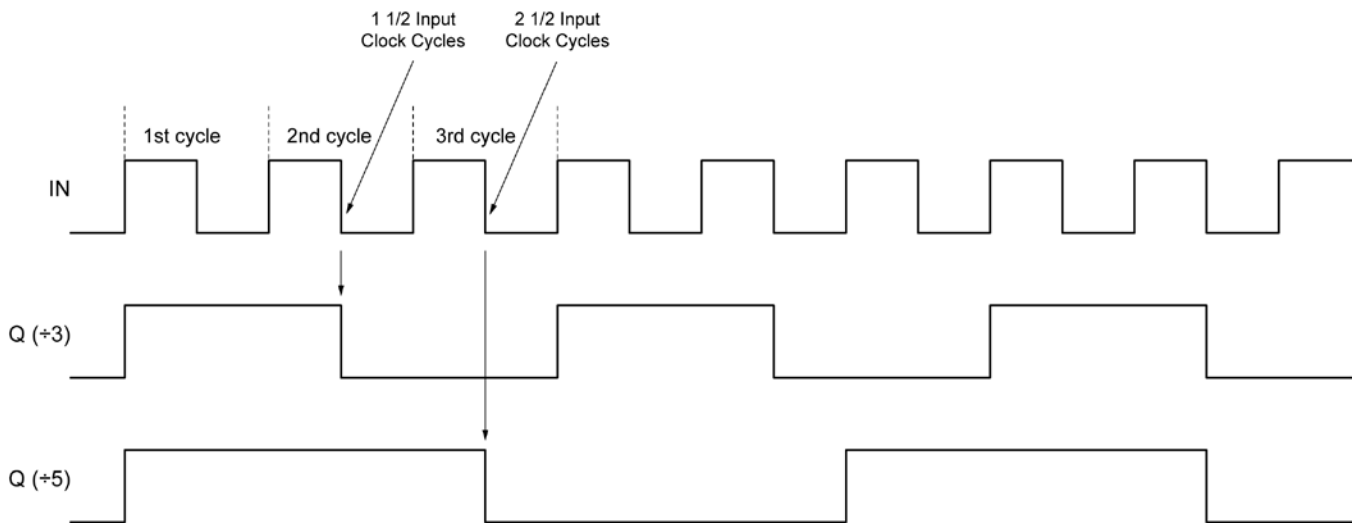 1 1/2 Input
Clock Cycles
2 1/2 Input
Clock Cycles
1st cycle
2nd cycle
3rd cycle
IN
Q (÷3)
Q (÷5)